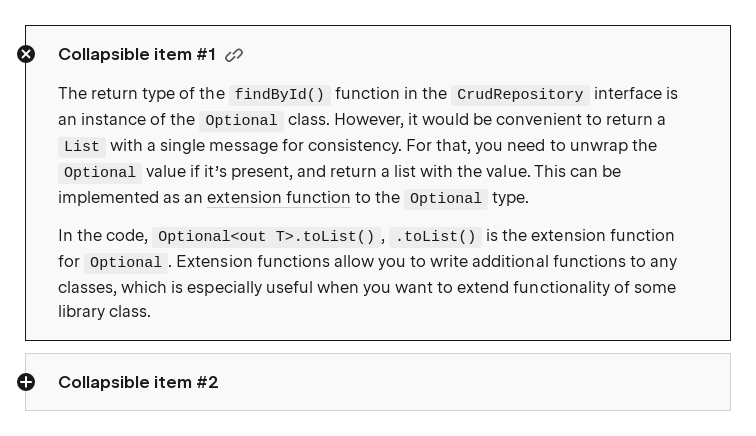 Collapsible item #1
The return type of the findById() function in the CrudRepository interface is
an instance of the Optional class. However, it would be convenient to return a
List with a single message for consistency. For that, you need to unwrap the
Optional value if it’s present, and return a list with the value. This can be
implemented as an extension function to the Optional type.
In the code, Optional<out T>.toList(), .toList() is the extension function
for Optional. Extension functions allow you to write additional functions to any
classes, which is especially useful when you want to extend functionality of some
library class.
Collapsible item #2